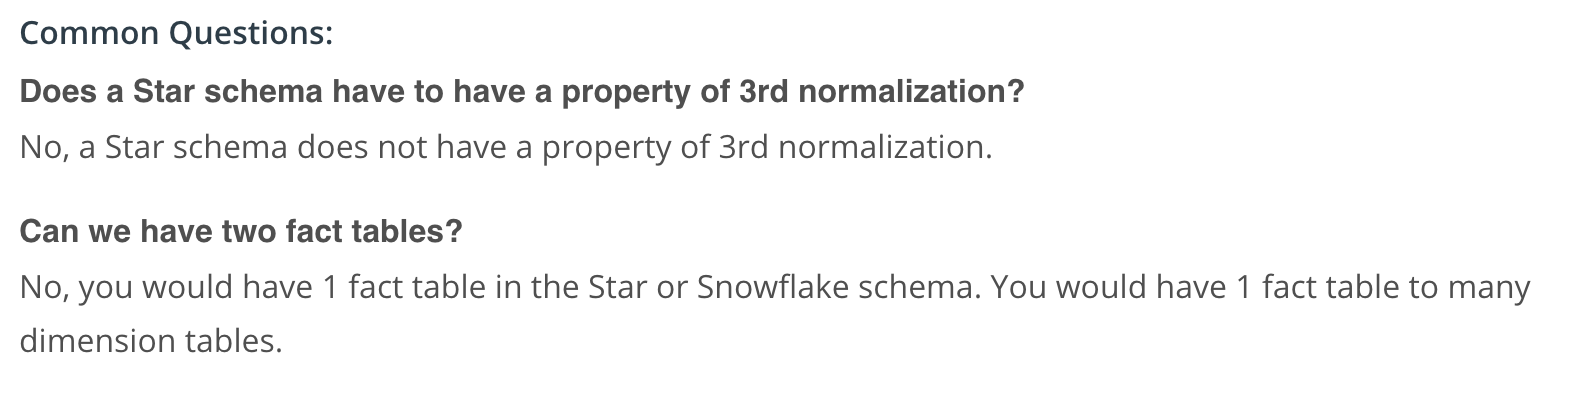 Common Questions:
Does a Star schema have to have a property of 3rd normalization?
No, a Star schema does not have a property of 3rd normalization.
Can we have two fact tables?
No, you would have 1 fact table in the Star or Snowflake schema. You would have 1 fact table to many
dimension tables.